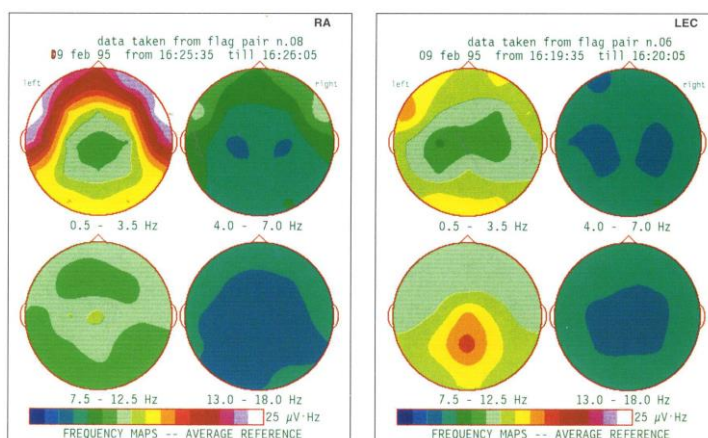 RA
data taken from flag pair n.08
09 feb 95 from 16:25:35 till 16:26:05
left right
0.5 - 3.5 Hz 4.0 - 7.0 Hz
7.5 - 12.5 Hz 13.0 - 18.0 Hz
25 µV·Hz
FREQUENCY MAPS -- AVERAGE REFERENCE
LEC
data taken from flag pair n.06
09 feb 95 from 16:19:35 till 16:20:05
left right
0.5 - 3.5 Hz 4.0 - 7.0 Hz
7.5 - 12.5 Hz 13.0 - 18.0 Hz
25 µV·Hz
FREQUENCY MAPS -- AVERAGE REFERENCE